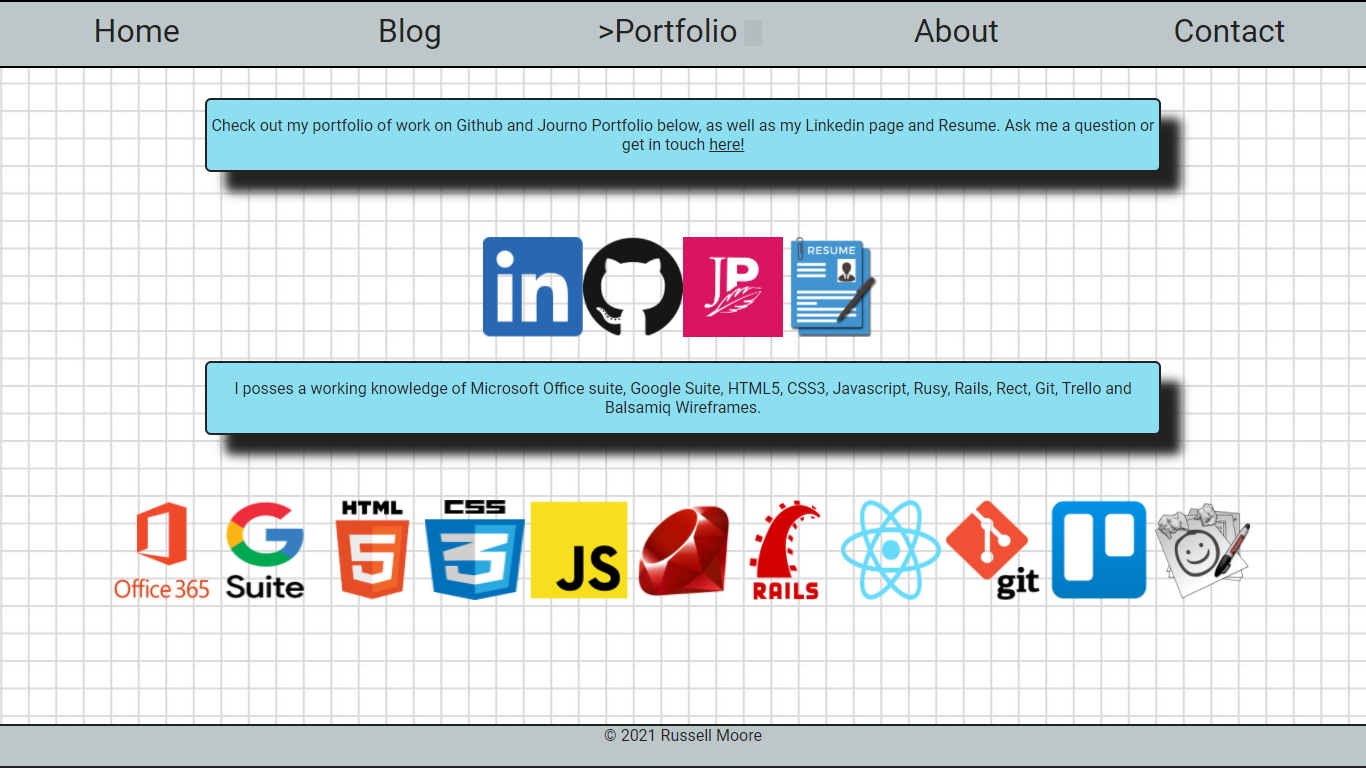 Home Blog >Portfolio About Contact
Check out my portfolio of work on Github and Journo Portfolio below, as well as my Linkedin page and Resume. Ask me a question or
get in touch here!
in JP RESUME
I posses a working knowledge of Microsoft Office suite, Google Suite, HTML5, CSS3, Javascript, Rusy, Rails, Rect, Git, Trello and
Balsamiq Wireframes.
HTML CSS
5 3 JS
Office 365 G Suite RAILS git
© 2021 Russell Moore